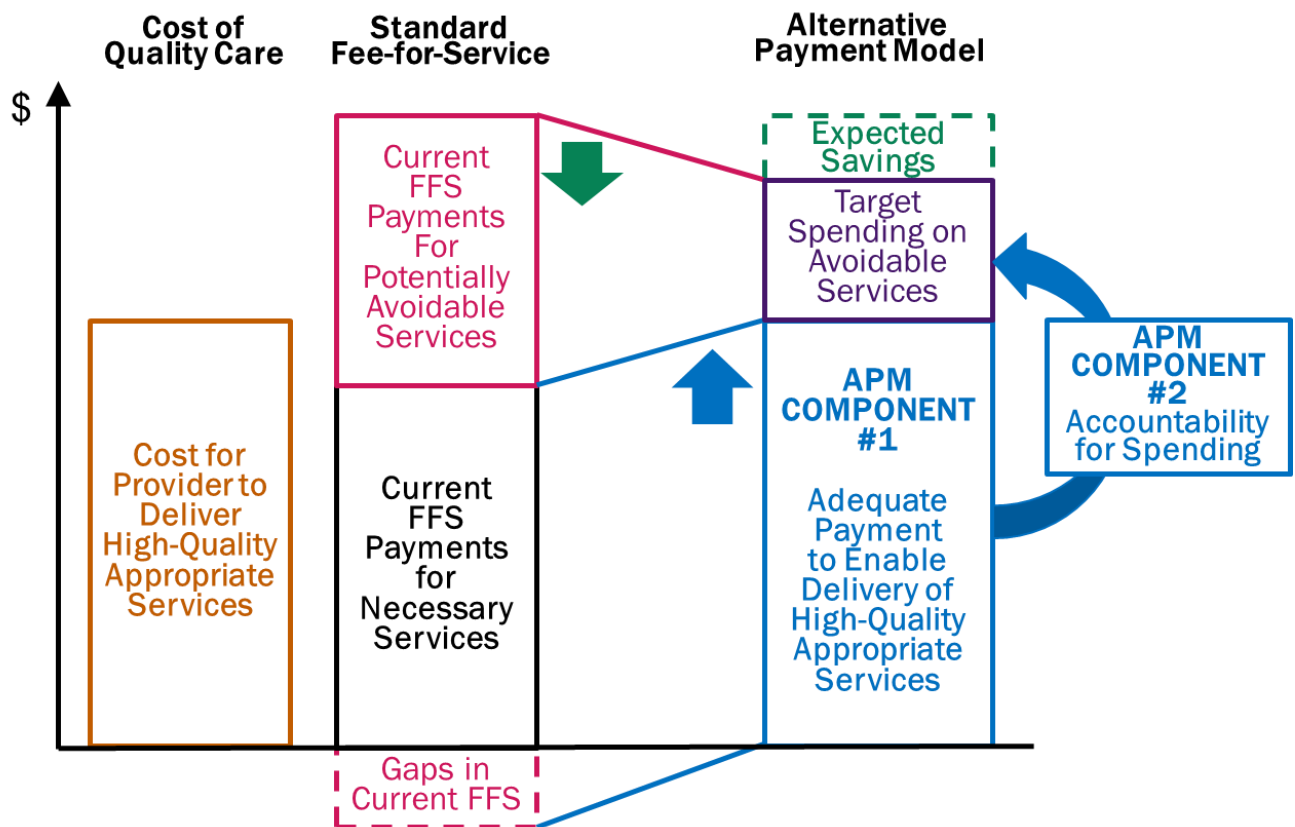 Cost of
Quality Care
Standard
Fee-for-Service
Alternative
Payment Model
$
Cost for
Provider to
Deliver
High-Quality
Appropriate
Services
Current
FFS
Payments
For
Potentially
Avoidable
Services
Current
FFS
Payments
for
Necessary
Services
Gaps in
Current FFS
Expected
Savings
Target
Spending on
Avoidable
Services
APM
COMPONENT
#1
Adequate
Payment
to Enable
Delivery of
High-Quality
Appropriate
Services
APM
COMPONENT
#2
Accountability
for Spending